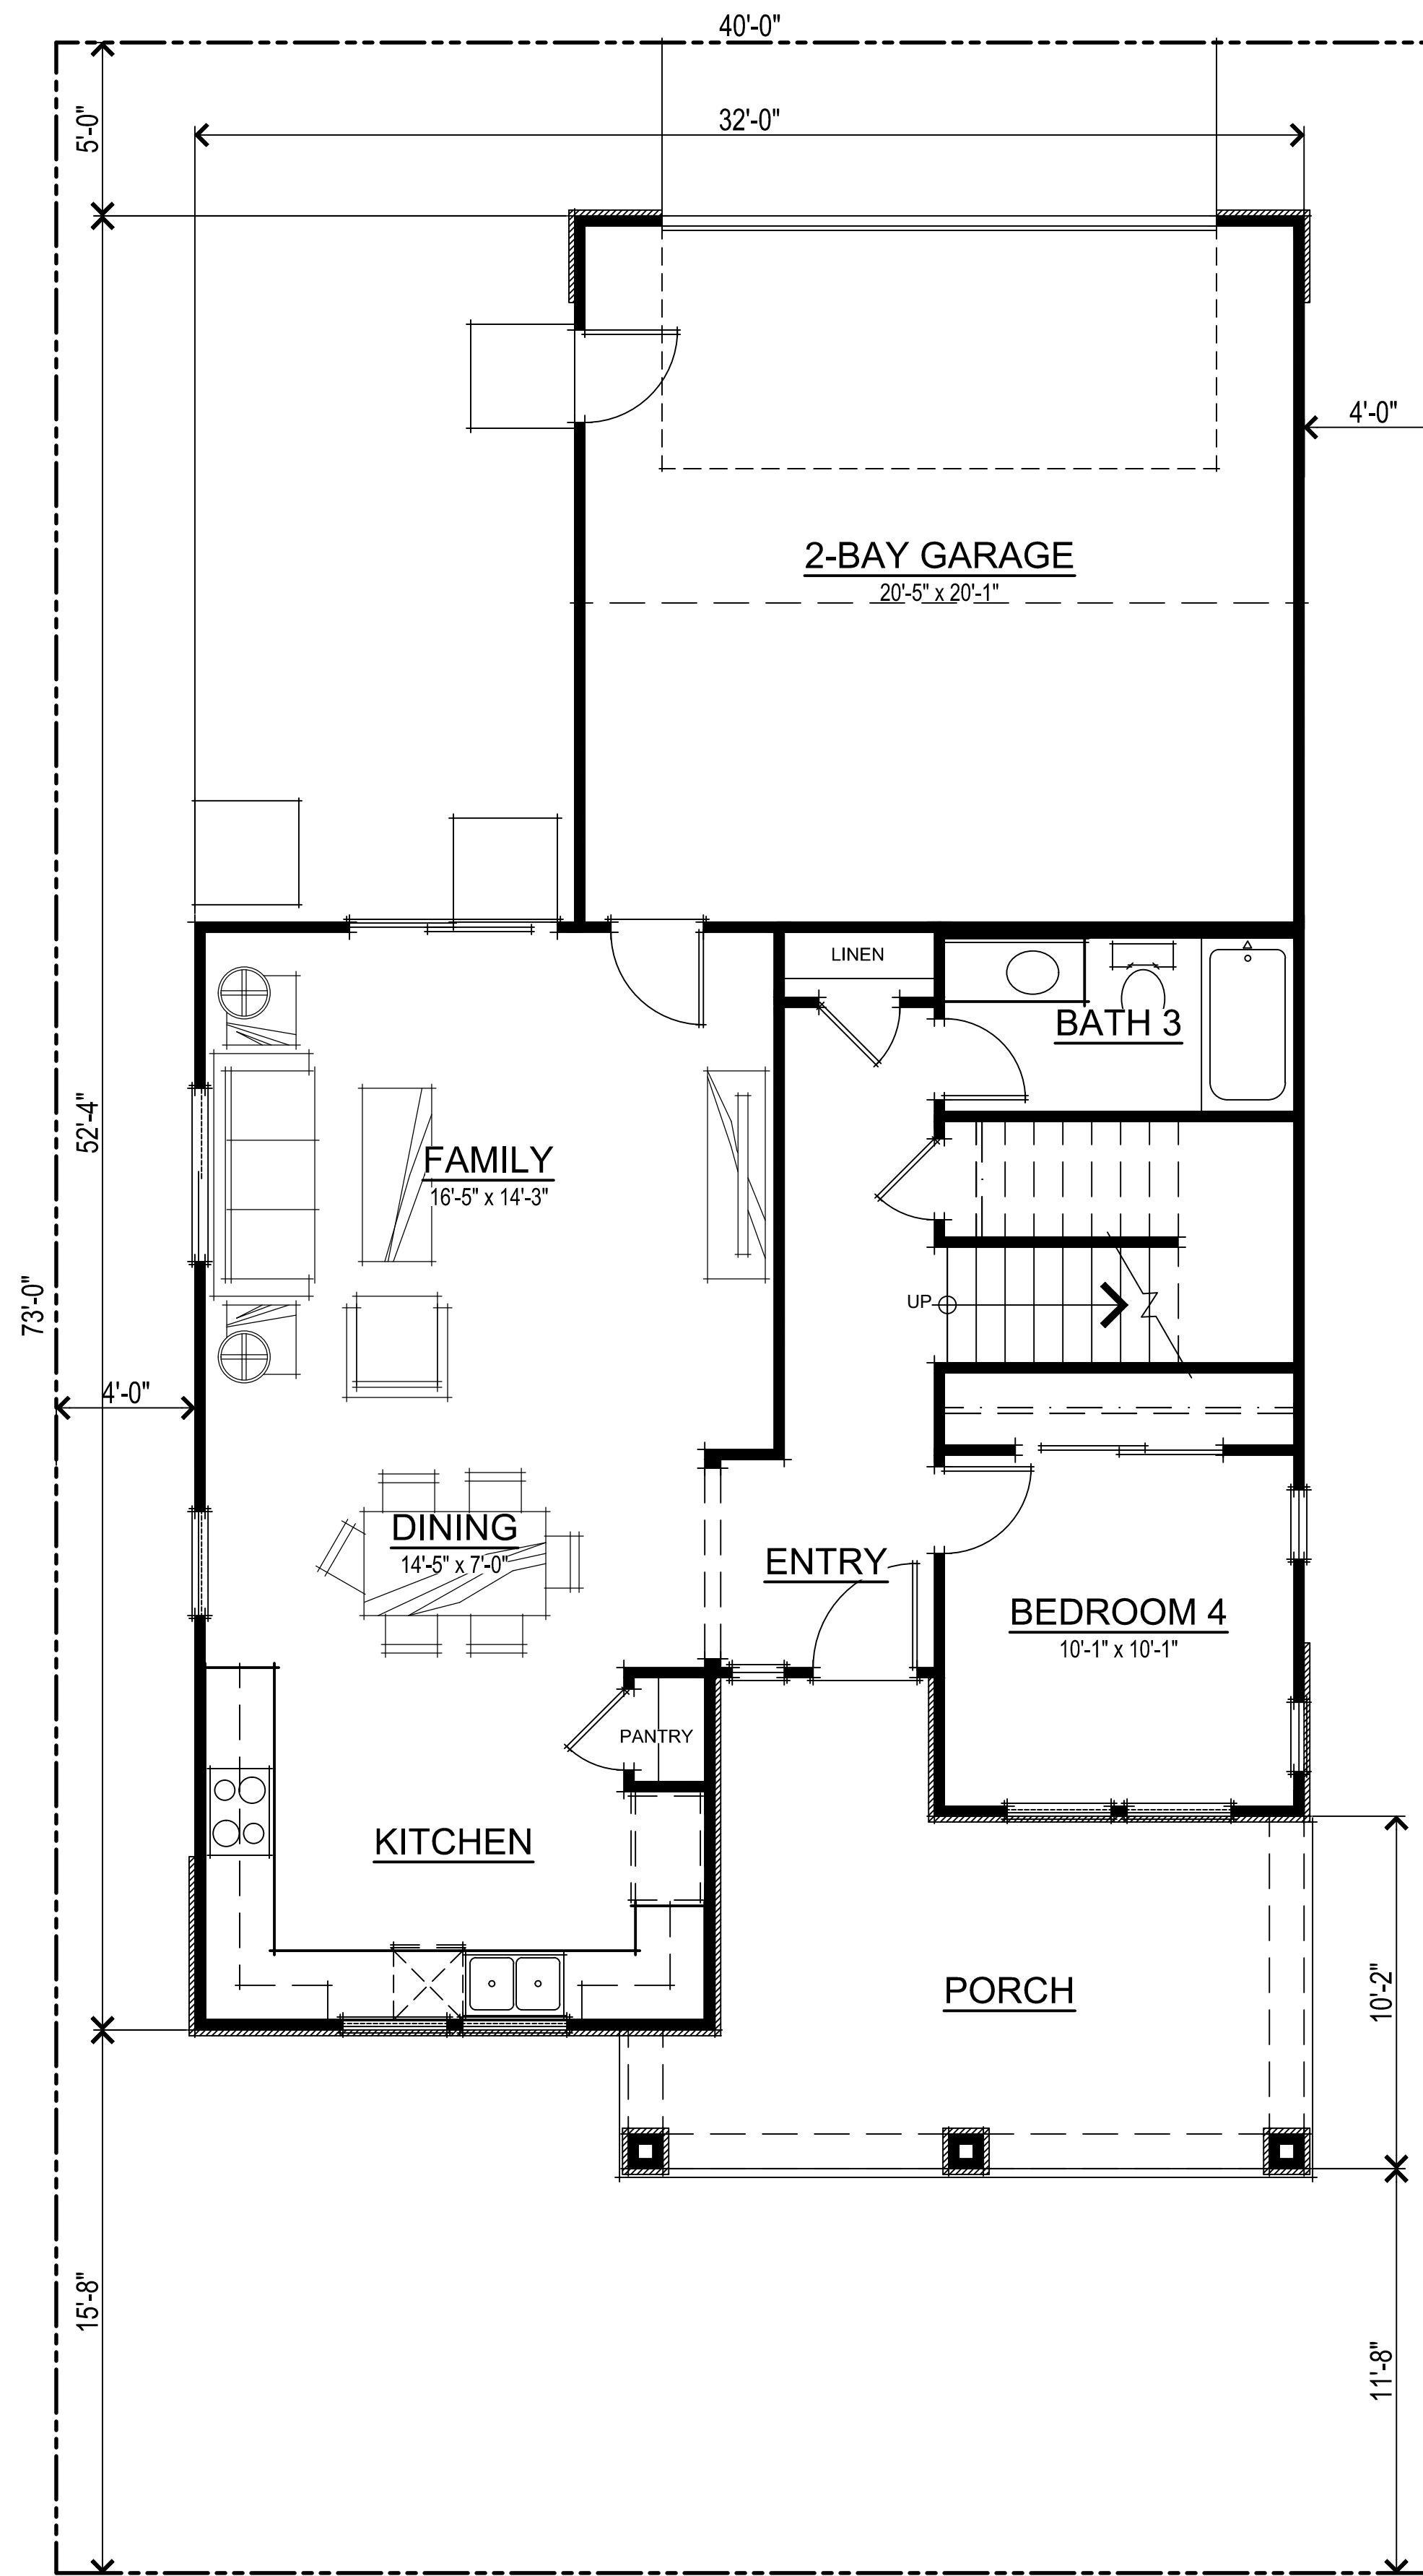 40'-0"
5'-0"
32'-0"
4'-0"
2-BAY GARAGE
20'-5" x 20'-1"
LINEN
BATH 3
52'-4"
FAMILY
16'-5" x 14'-3"
73'-0"
UP
4'-0"
DINING
14'-5" x 7'-0"
ENTRY
BEDROOM 4
10'-1" x 10'-1"
PANTRY
KITCHEN
PORCH
10'-2"
15'-8"
11'-8"